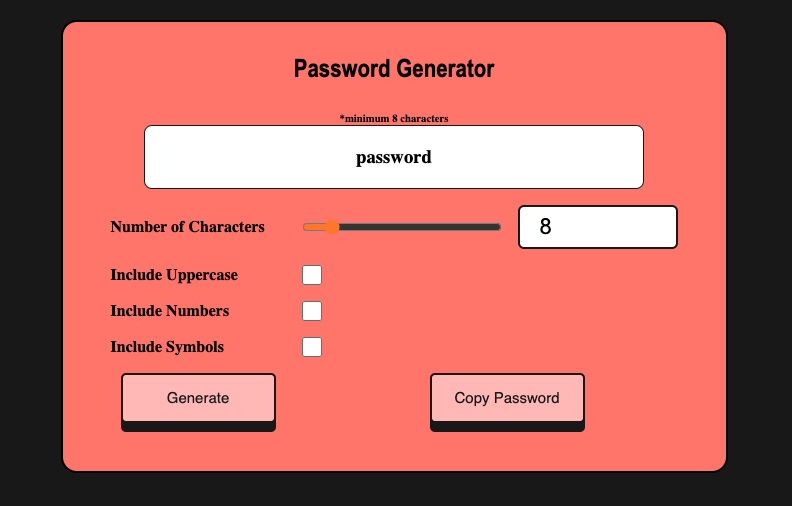 Password Generator
*minimum 8 characters
password
Number of Characters 8
Include Uppercase
Include Numbers
Include Symbols
Generate Copy Password